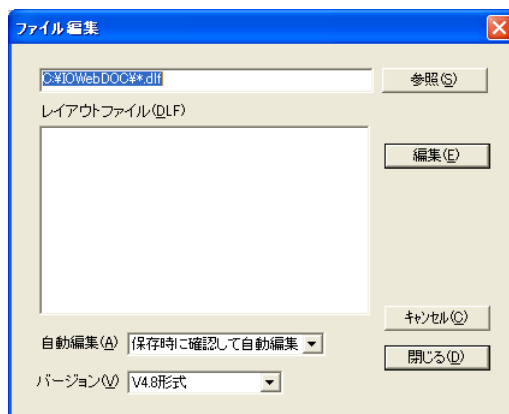 ファイル編集
C:¥IOWebDOC¥*.dlf
参照(S)
レイアウトファイル(DLF)
編集(E)
キャンセル(C)
自動編集(A) 保存時に確認して自動編集
閉じる(D)
バージョン(V) V4.8形式